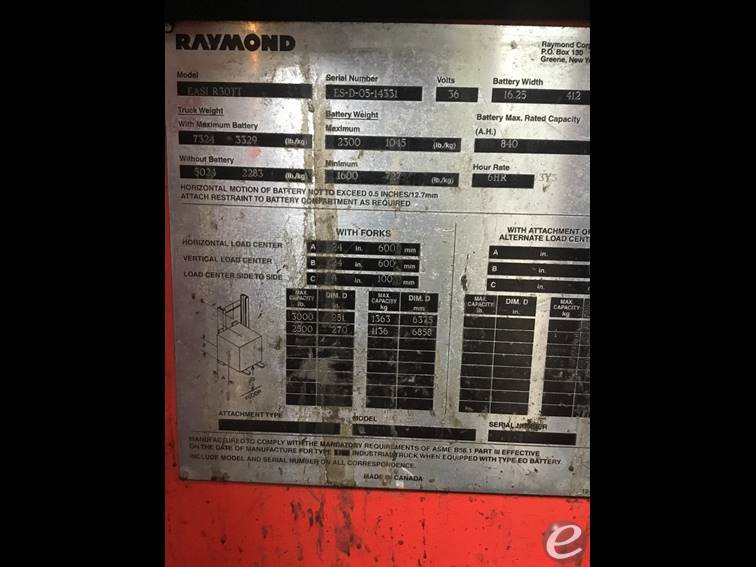 RAYMOND
Raymond Corp
P.O. Box 130
Greene, New Y
Model Serial Number Volts Battery Width
EASI R30TT ES-D-05-14331 36 16.25 412
Truck Weight Battery Weight Battery Max. Rated Capacity
With Maximum Battery Maximum (A.H.)
7324 3329 (lb./kg) 2300 1045 (lb./kg) 840
Without Battery Minimum Hour Rate
5024 2283 (lb./kg) 1600 (lb./kg) 6HR
HORIZONTAL MOTION OF BATTERY NOT TO EXCEED 0.5 INCHES/12.7mm
ATTACH RESTRAINT TO BATTERY COMPARTMENT AS REQUIRED
WITH FORKS
WITH ATTACHMENT O
ALTERNATE LOAD CENT
HORIZONTAL LOAD CENTER A 24 in. 600 mm A in.
VERTICAL LOAD CENTER B 24 in. 600 mm B in.
LOAD CENTER SIDE TO SIDE C in. 100 mm C in.
MAX. CAPACITY lb. DIM. D in. MAX. CAPACITY kg DIM. D mm MAX. CAPACITY lb. DIM. D in. MAX. CAPACITY kg
3000 251 1363 6375
2500 270 1136 6858
FLOOR
ATTACHMENT TYPE MODEL SERIAL NUMBER
MANUFACTURED TO COMPLY WITH THE MANDATORY REQUIREMENTS OF ASME B56.1 PART III EFFECTIVE
ON THE DATE OF MANUFACTURE FOR TYPE INDUSTRIAL TRUCK WHEN EQUIPPED WITH TYPE EO BATTERY.
INCLUDE MODEL AND SERIAL NUMBER ON ALL CORRESPONDENCE.
MADE IN CANADA
e